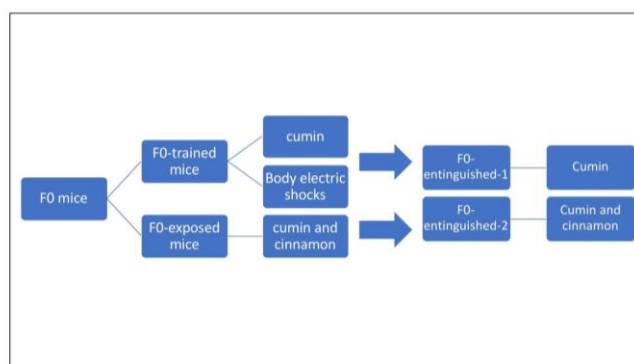 F0 mice
F0-trained
mice
F0-exposed
mice
cumin
Body electric
shocks
cumin and
cinnamon
F0-
entinguished-1
F0-
entinguished-2
Cumin
Cumin and
cinnamon